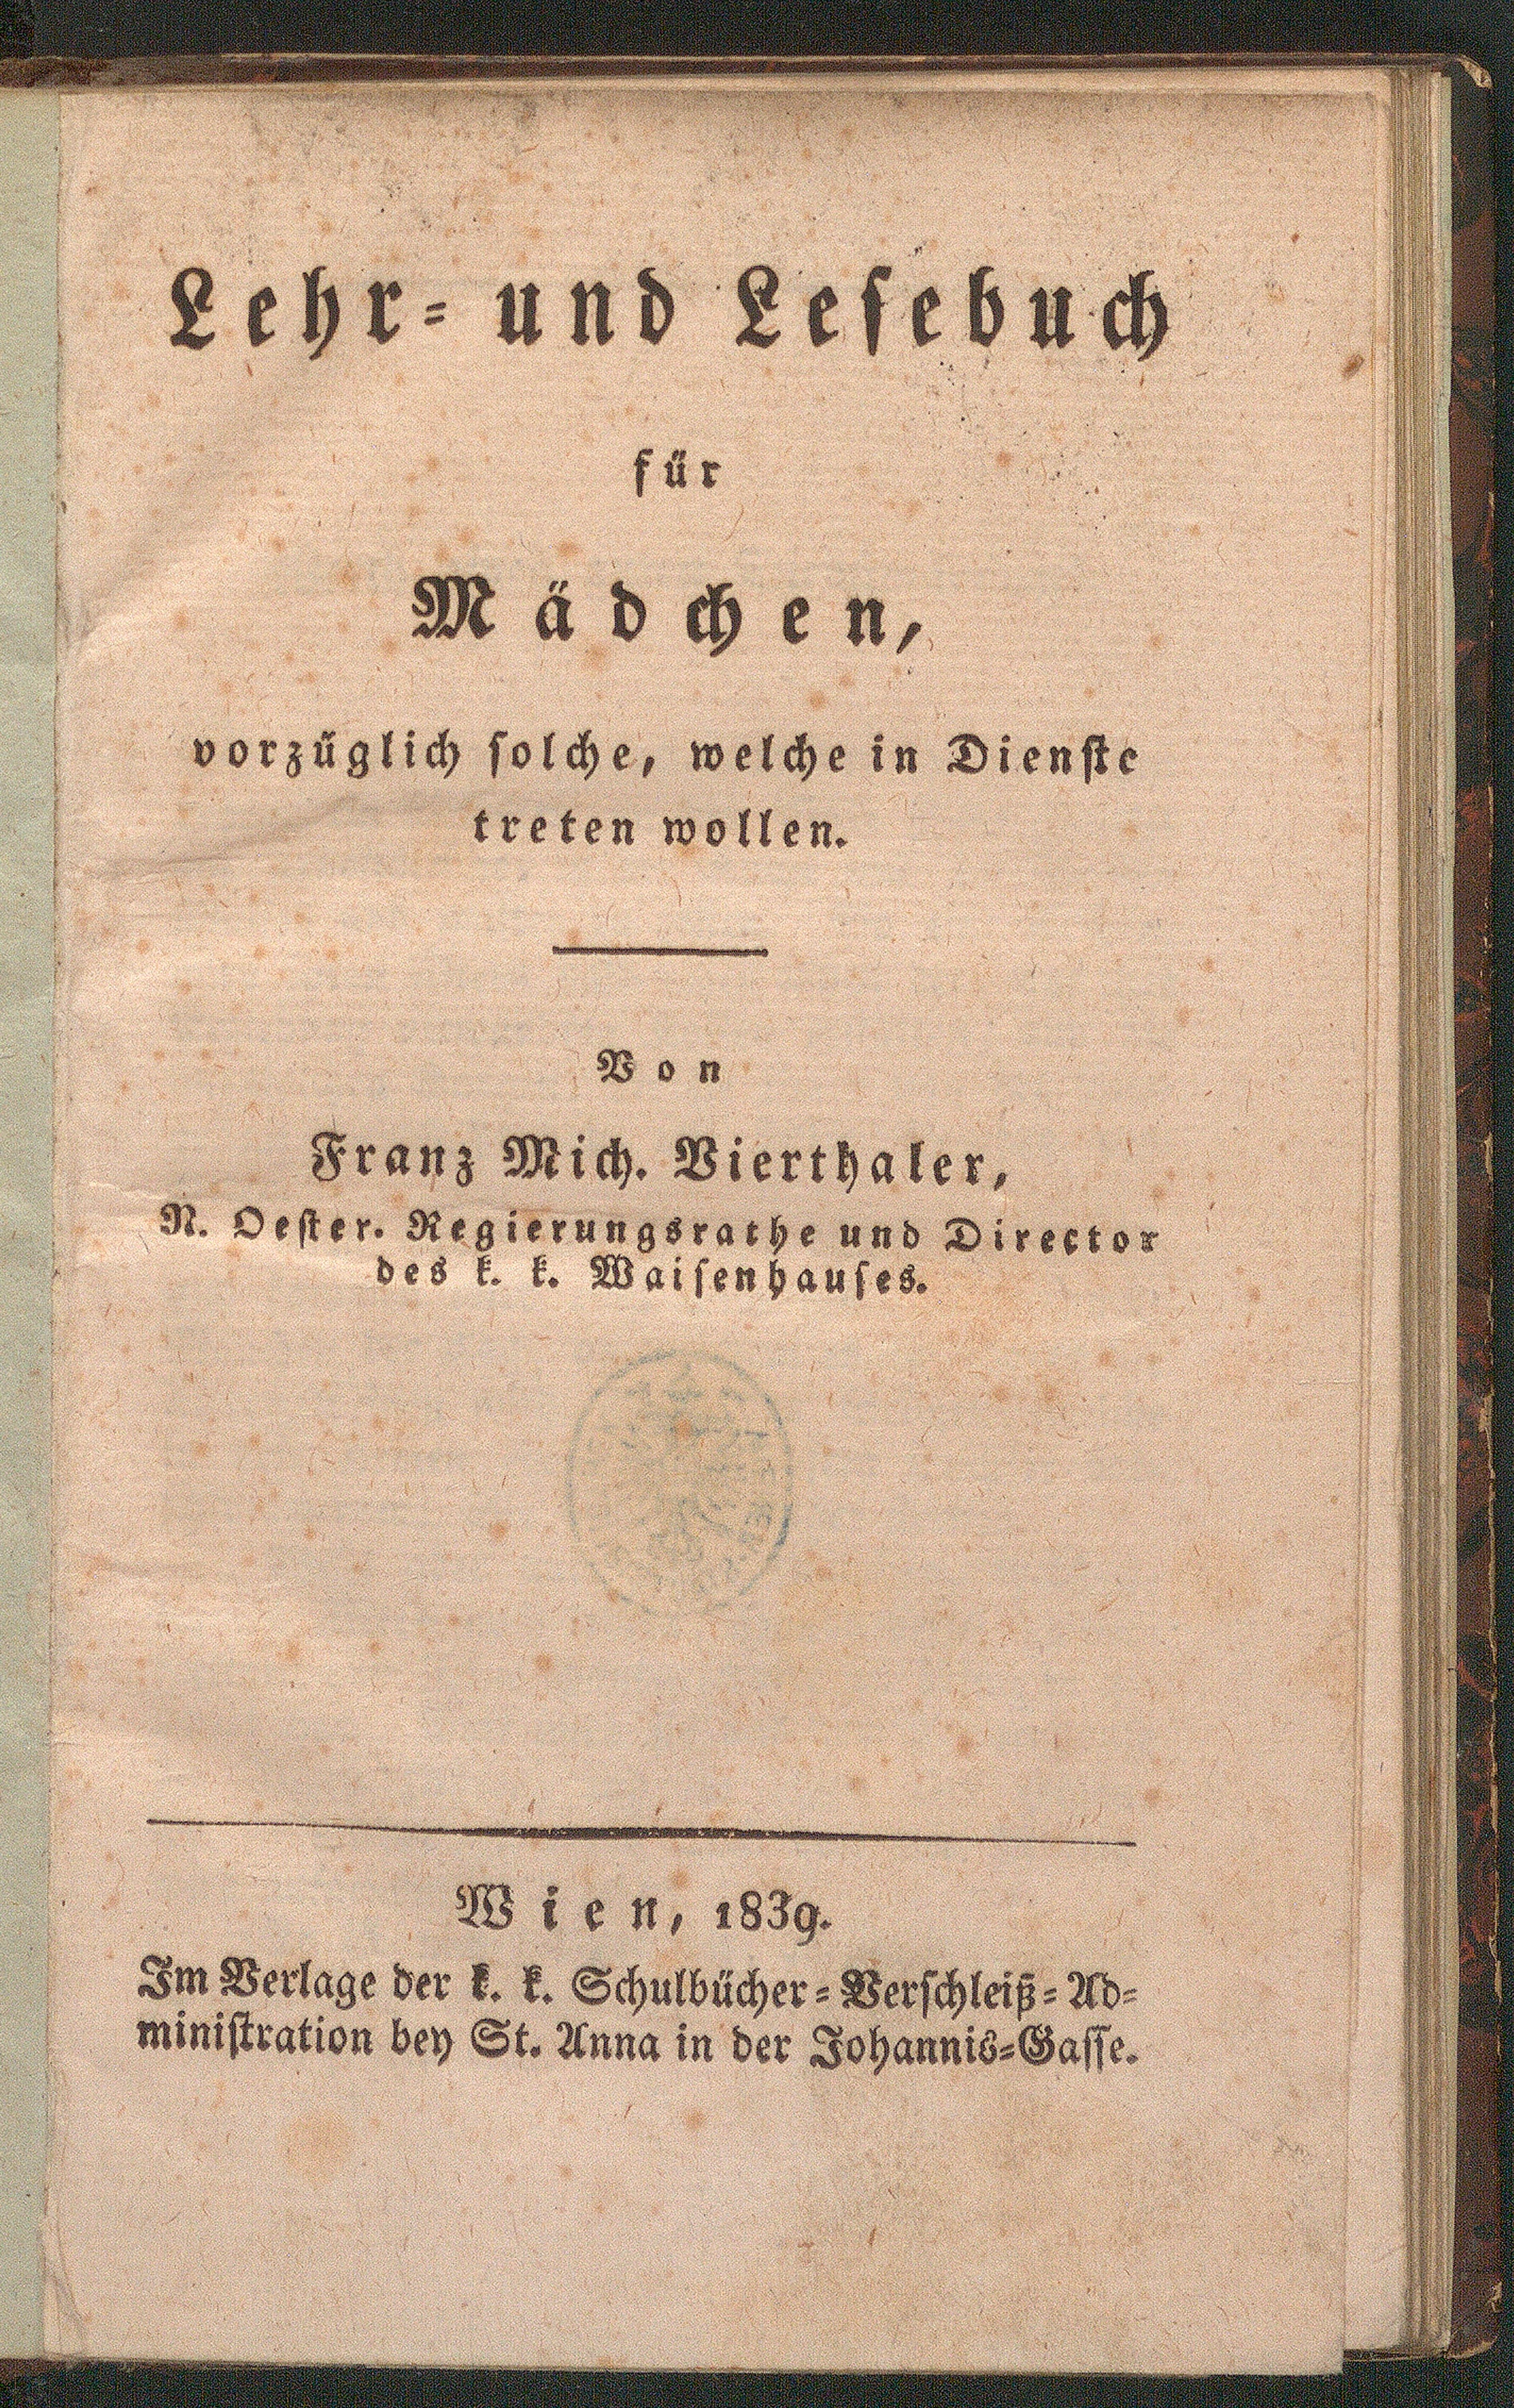 Lehr- und Lesebuch
für
Mädchen,
vorzüglich solche, welche in Dienste
treten wollen.
Von
Franz Mich. Vierthaler,
N. Oester. Regierungsrathe und Director
des k. k. Waisenhauses.
Wien, 1839.
Im Verlage der k. k. Schulbücher-Verschleiß-Ad-
ministration bey St. Anna in der Johannis-Gasse.